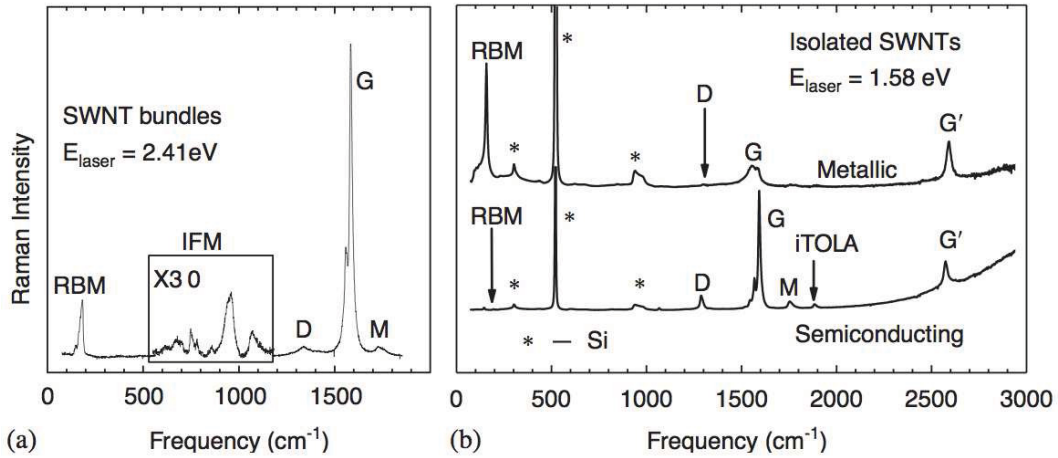 Raman Intensity
SWNT bundles
E_laser = 2.41eV
RBM
IFM
X3 0
D
G
M
0 500 1000 1500
(a) Frequency (cm⁻¹)
Isolated SWNTs
E_laser = 1.58 eV
RBM
*
*
*
D
G
G′
Metallic
RBM
*
*
*
D
G
M
iTOLA
G′
Semiconducting
* — Si
0 500 1000 1500 2000 2500 3000
(b) Frequency (cm⁻¹)